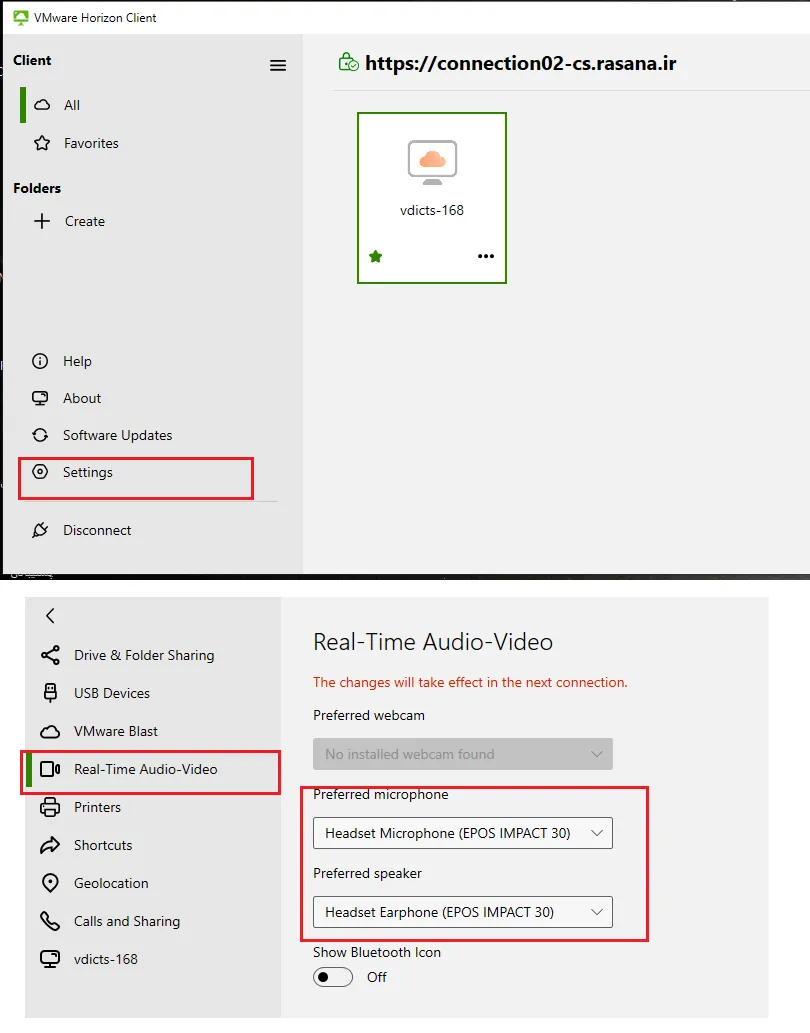 VMware Horizon Client
Client
https://connection02-cs.rasana.ir
All
Favorites
Folders
Create
vdicts-168
Help
About
Software Updates
Settings
Disconnect
Real-Time Audio-Video
Drive & Folder Sharing
The changes will take effect in the next connection.
USB Devices
Preferred webcam
VMware Blast
No installed webcam found
Real-Time Audio-Video
Preferred microphone
Printers
Headset Microphone (EPOS IMPACT 30)
Shortcuts
Preferred speaker
Geolocation
Headset Earphone (EPOS IMPACT 30)
Calls and Sharing
Show Bluetooth Icon
vdicts-168
Off